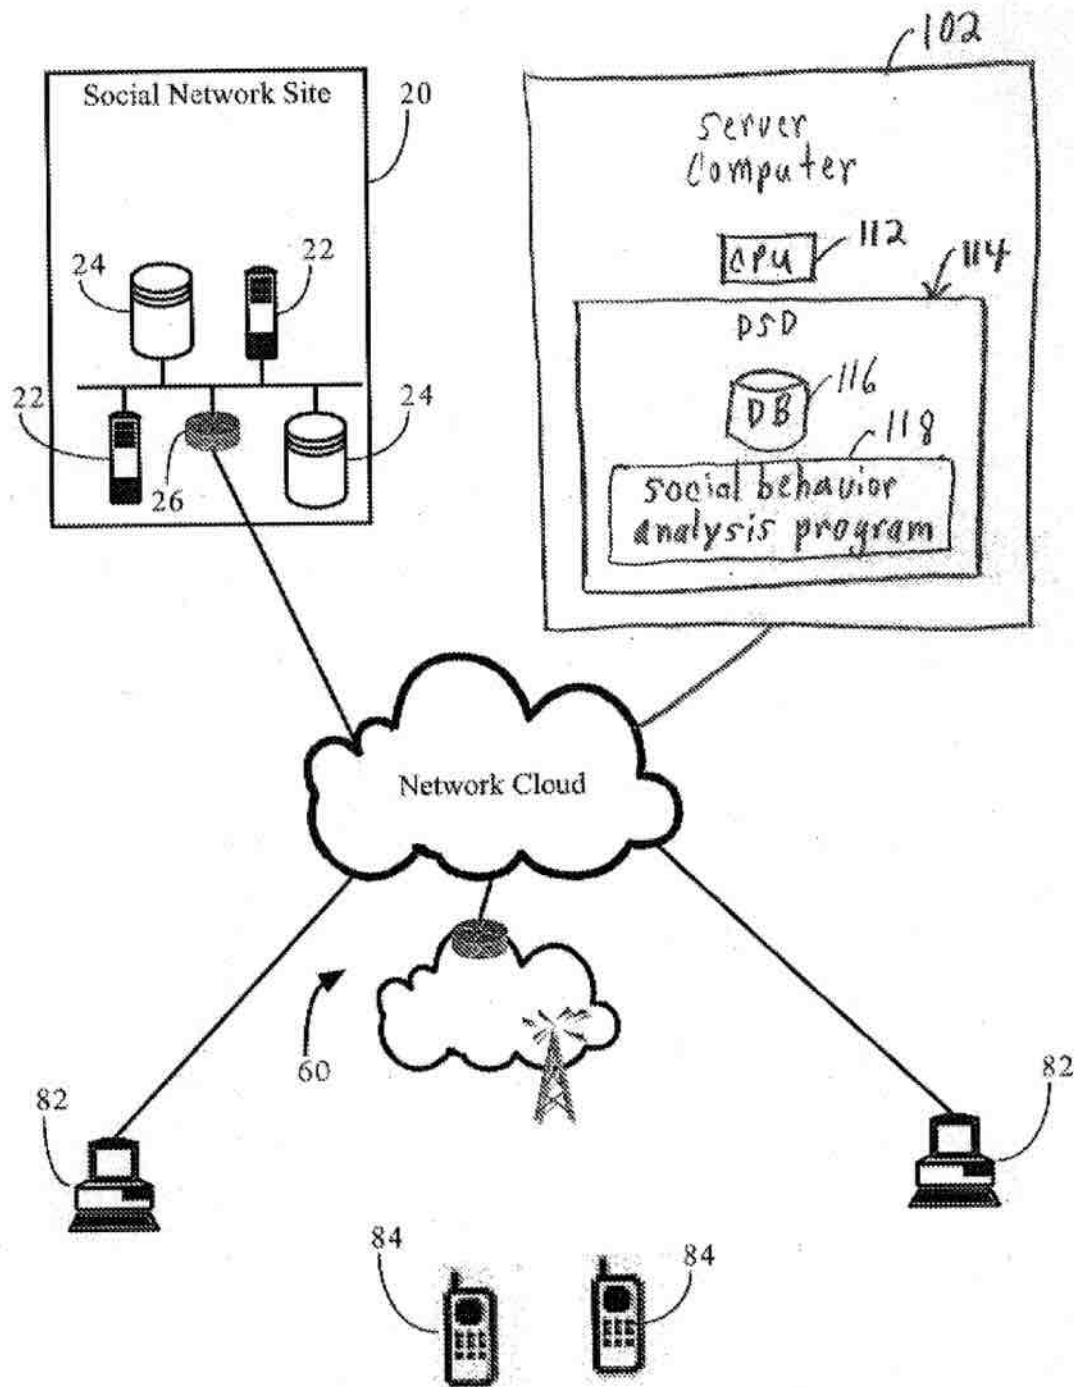 102
Social Network Site
20
server
computer
24
22
CPU
112
114
DSD
22
24
DB
116
26
118
social behavior
analysis program
Network Cloud
60
82
82
84
84